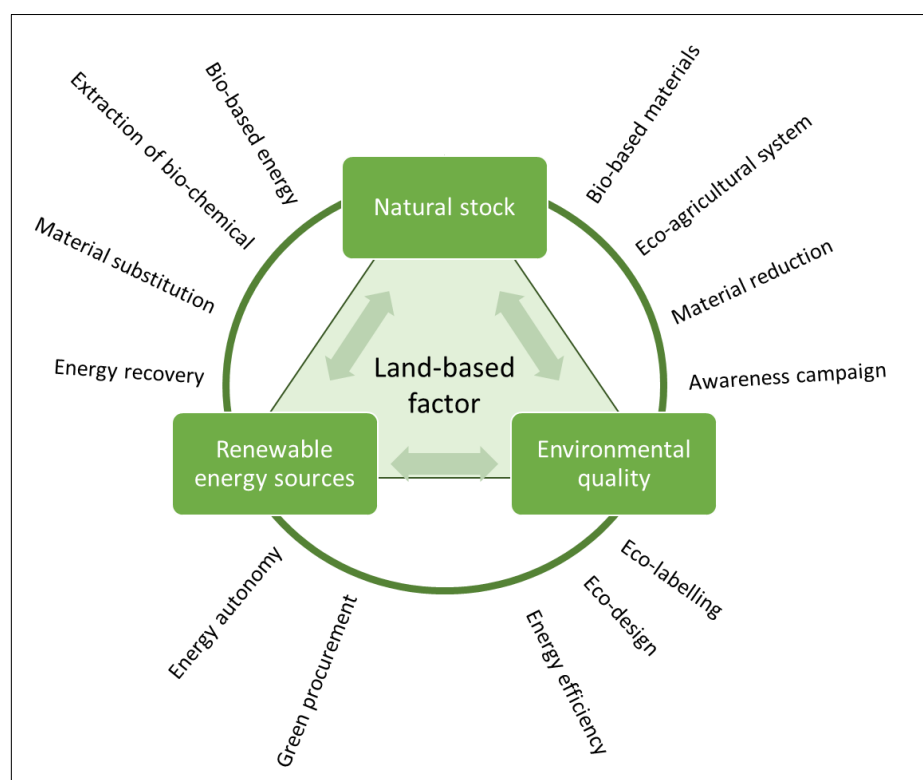 Bio-based energy
Extraction of bio-chemical
Material substitution
Energy recovery
Bio-based materials
Eco-agricultural system
Material reduction
Awareness campaign
Natural stock
Land-based
factor
Renewable
energy sources
Environmental
quality
Energy autonomy
Green procurement
Energy efficiency
Eco-design
Eco-labelling